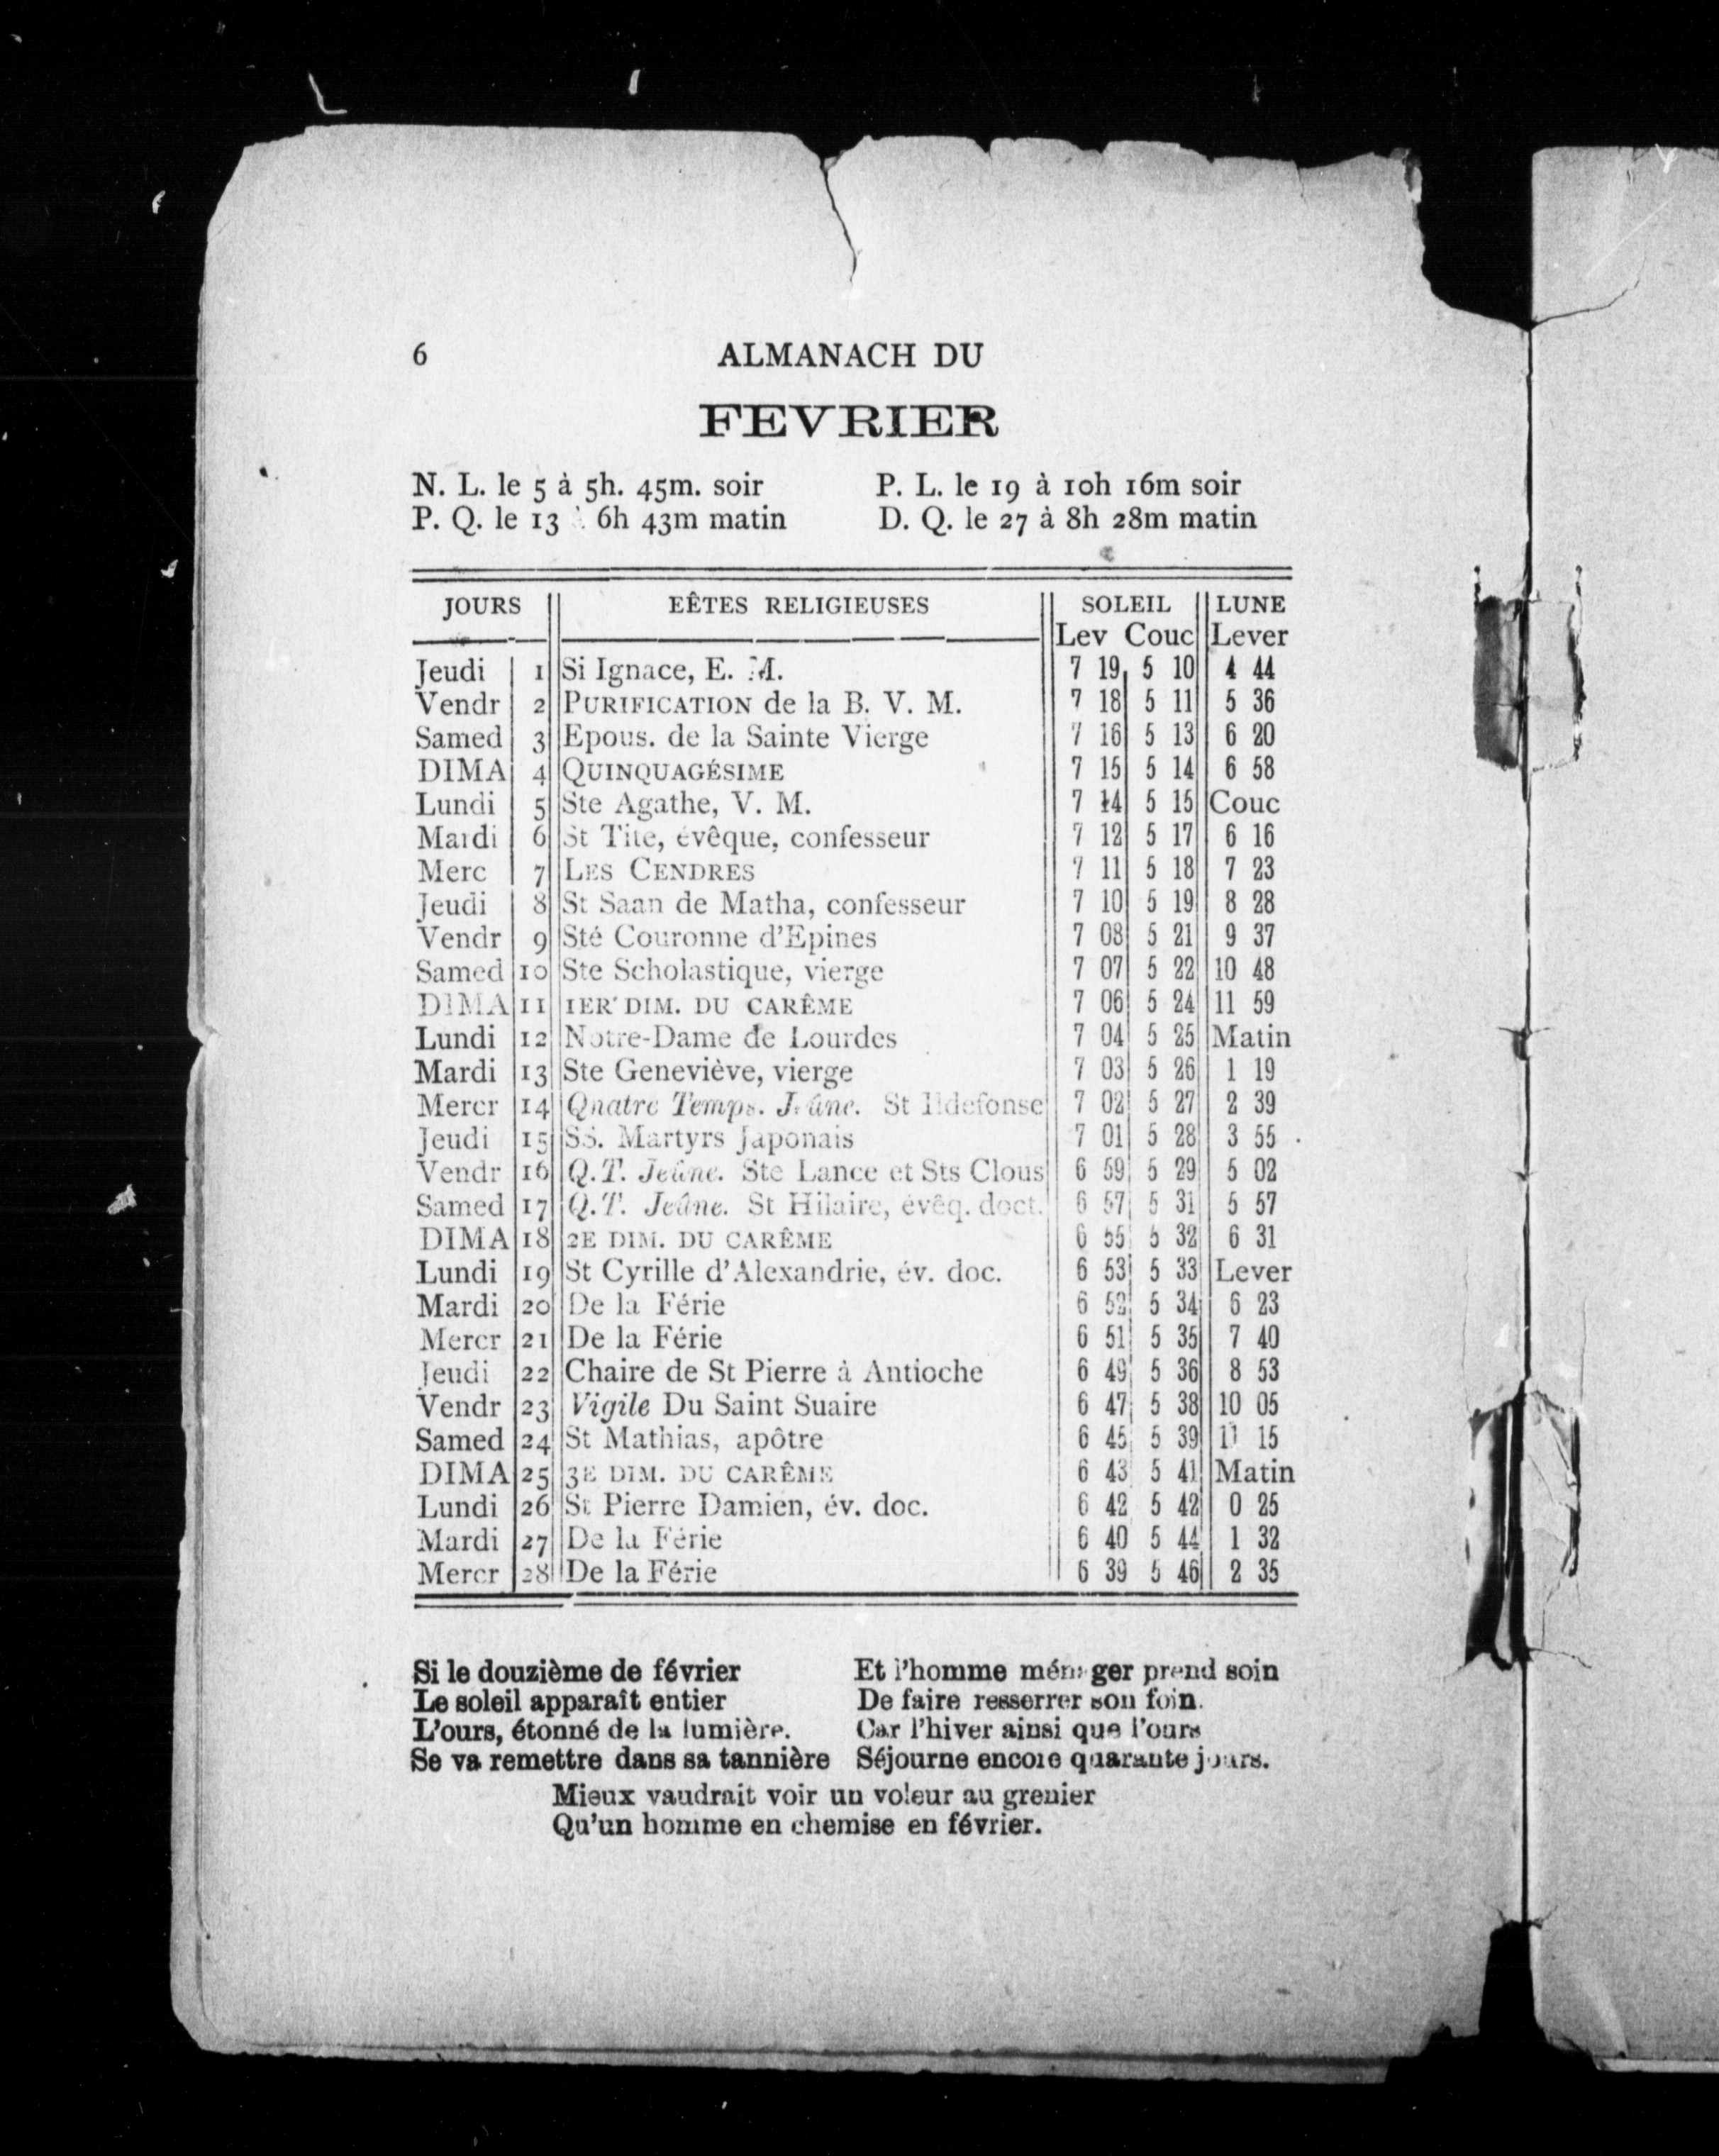 6 ALMANACH DU
FEVRIER
N. L. le 5 à 5h. 45m. soir P. L. le 19 à 10h 16m soir
P. Q. le 13 à 6h 43m matin D. Q. le 27 à 8h 28m matin
JOURS EÊTES RELIGIEUSES SOLEIL LUNE
Lev Couc Lever
Jeudi 1 Si Ignace, E. M. 7 19 5 10 4 44
Vendr 2 PURIFICATION de la B. V. M. 7 18 5 11 5 36
Samed 3 Epous. de la Sainte Vierge 7 16 5 13 6 20
DIMA 4 QUINQUAGÉSIME 7 15 5 14 6 58
Lundi 5 Ste Agathe, V. M. 7 14 5 15 Couc
Mardi 6 St Tite, évêque, confesseur 7 12 5 17 6 16
Merc 7 LES CENDRES 7 11 5 18 7 23
Jeudi 8 St Saan de Matha, confesseur 7 10 5 19 8 28
Vendr 9 Sté Couronne d'Epines 7 08 5 21 9 37
Samed 10 Ste Scholastique, vierge 7 07 5 22 10 48
DIMA 11 1ER DIM. DU CARÊME 7 06 5 24 11 59
Lundi 12 Notre-Dame de Lourdes 7 04 5 25 Matin
Mardi 13 Ste Geneviève, vierge 7 03 5 26 1 19
Mercr 14 Qnatre Temps. Jeûne. St Ildefonse 7 02 5 27 2 39
Jeudi 15 SS. Martyrs Japonais 7 01 5 28 3 55
Vendr 16 Q.T. Jeûne. Ste Lance et Sts Clous 6 59 5 29 5 02
Samed 17 Q.T. Jeûne. St Hilaire, évêq. doct. 6 57 5 31 5 57
DIMA 18 2E DIM. DU CARÊME 6 55 5 32 6 31
Lundi 19 St Cyrille d'Alexandrie, év. doc. 6 53 5 33 Lever
Mardi 20 De la Férie 6 52 5 34 6 23
Mercr 21 De la Férie 6 51 5 35 7 40
Jeudi 22 Chaire de St Pierre à Antioche 6 49 5 36 8 53
Vendr 23 Vigile Du Saint Suaire 6 47 5 38 10 05
Samed 24 St Mathias, apôtre 6 45 5 39 11 15
DIMA 25 3E DIM. DU CARÊME 6 43 5 41 Matin
Lundi 26 St Pierre Damien, év. doc. 6 42 5 42 0 25
Mardi 27 De la Férie 6 40 5 44 1 32
Mercr 28 De la Férie 6 39 5 46 2 35
Si le douzième de février
Le soleil apparaît entier
L'ours, étonné de la lumière.
Se va remettre dans sa tannière
Et l'homme ménager prend soin
De faire resserrer son foin.
Car l'hiver ainsi que l'ours
Séjourne encore quarante jours.
Mieux vaudrait voir un voleur au grenier
Qu'un homme en chemise en février.